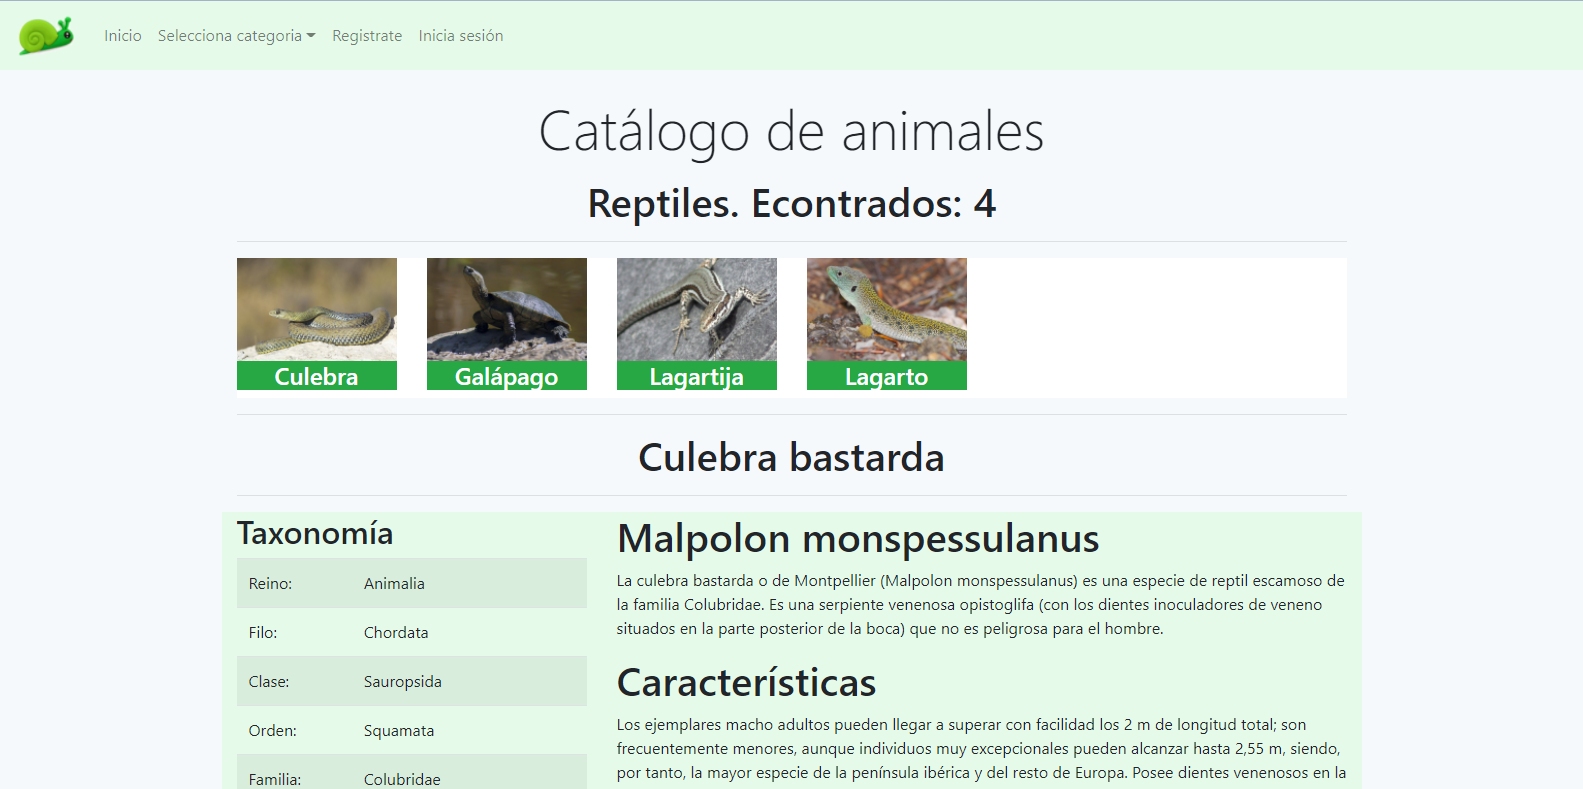 Inicio Selecciona categoria Registrate Inicia sesión
Catálogo de animales
Reptiles. Econtrados: 4
Culebra Galápago Lagartija Lagarto
Culebra bastarda
Taxonomía
Reino: Animalia
Filo: Chordata
Clase: Sauropsida
Orden: Squamata
Familia: Colubridae
Malpolon monspessulanus
La culebra bastarda o de Montpellier (Malpolon monspessulanus) es una especie de reptil escamoso de
la familia Colubridae. Es una serpiente venenosa opistoglifa (con los dientes inoculadores de veneno
situados en la parte posterior de la boca) que no es peligrosa para el hombre.
Características
Los ejemplares macho adultos pueden llegar a superar con facilidad los 2 m de longitud total; son
frecuentemente menores, aunque individuos muy excepcionales pueden alcanzar hasta 2,55 m, siendo,
por tanto, la mayor especie de la península ibérica y del resto de Europa. Posee dientes venenosos en la